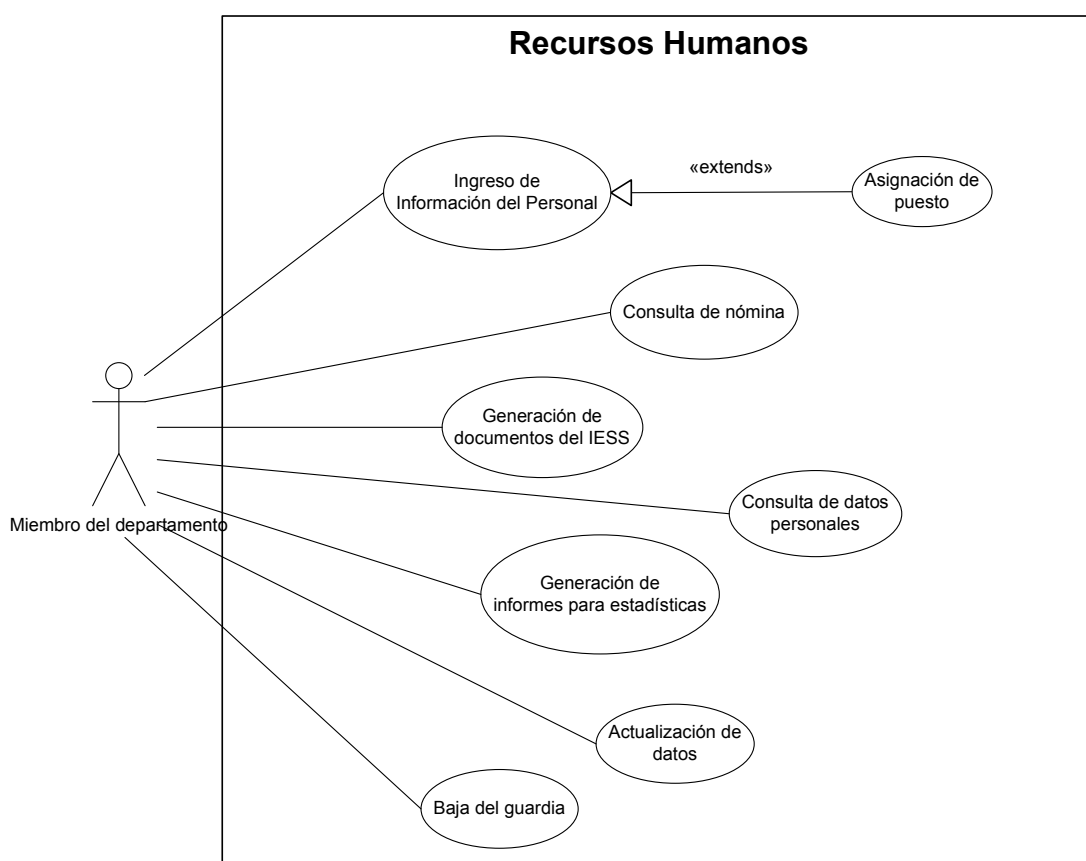 Recursos Humanos
Ingreso de
Información del Personal
«extends»
Asignación de
puesto
Consulta de nómina
Generación de
documentos del IESS
Consulta de datos
personales
Miembro del departamento
Generación de
informes para estadísticas
Actualización de
datos
Baja del guardia